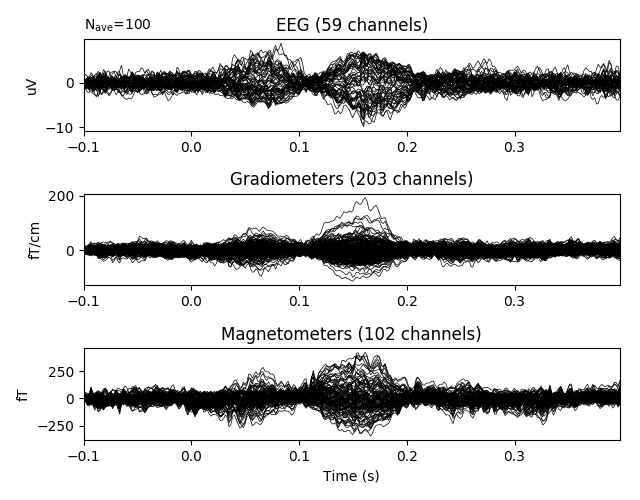 N_ave=100
EEG (59 channels)
uV
0
−10
−0.1 0.0 0.1 0.2 0.3
Gradiometers (203 channels)
fT/cm
200
0
−0.1 0.0 0.1 0.2 0.3
Magnetometers (102 channels)
fT
250
0
−250
−0.1 0.0 0.1 0.2 0.3
Time (s)